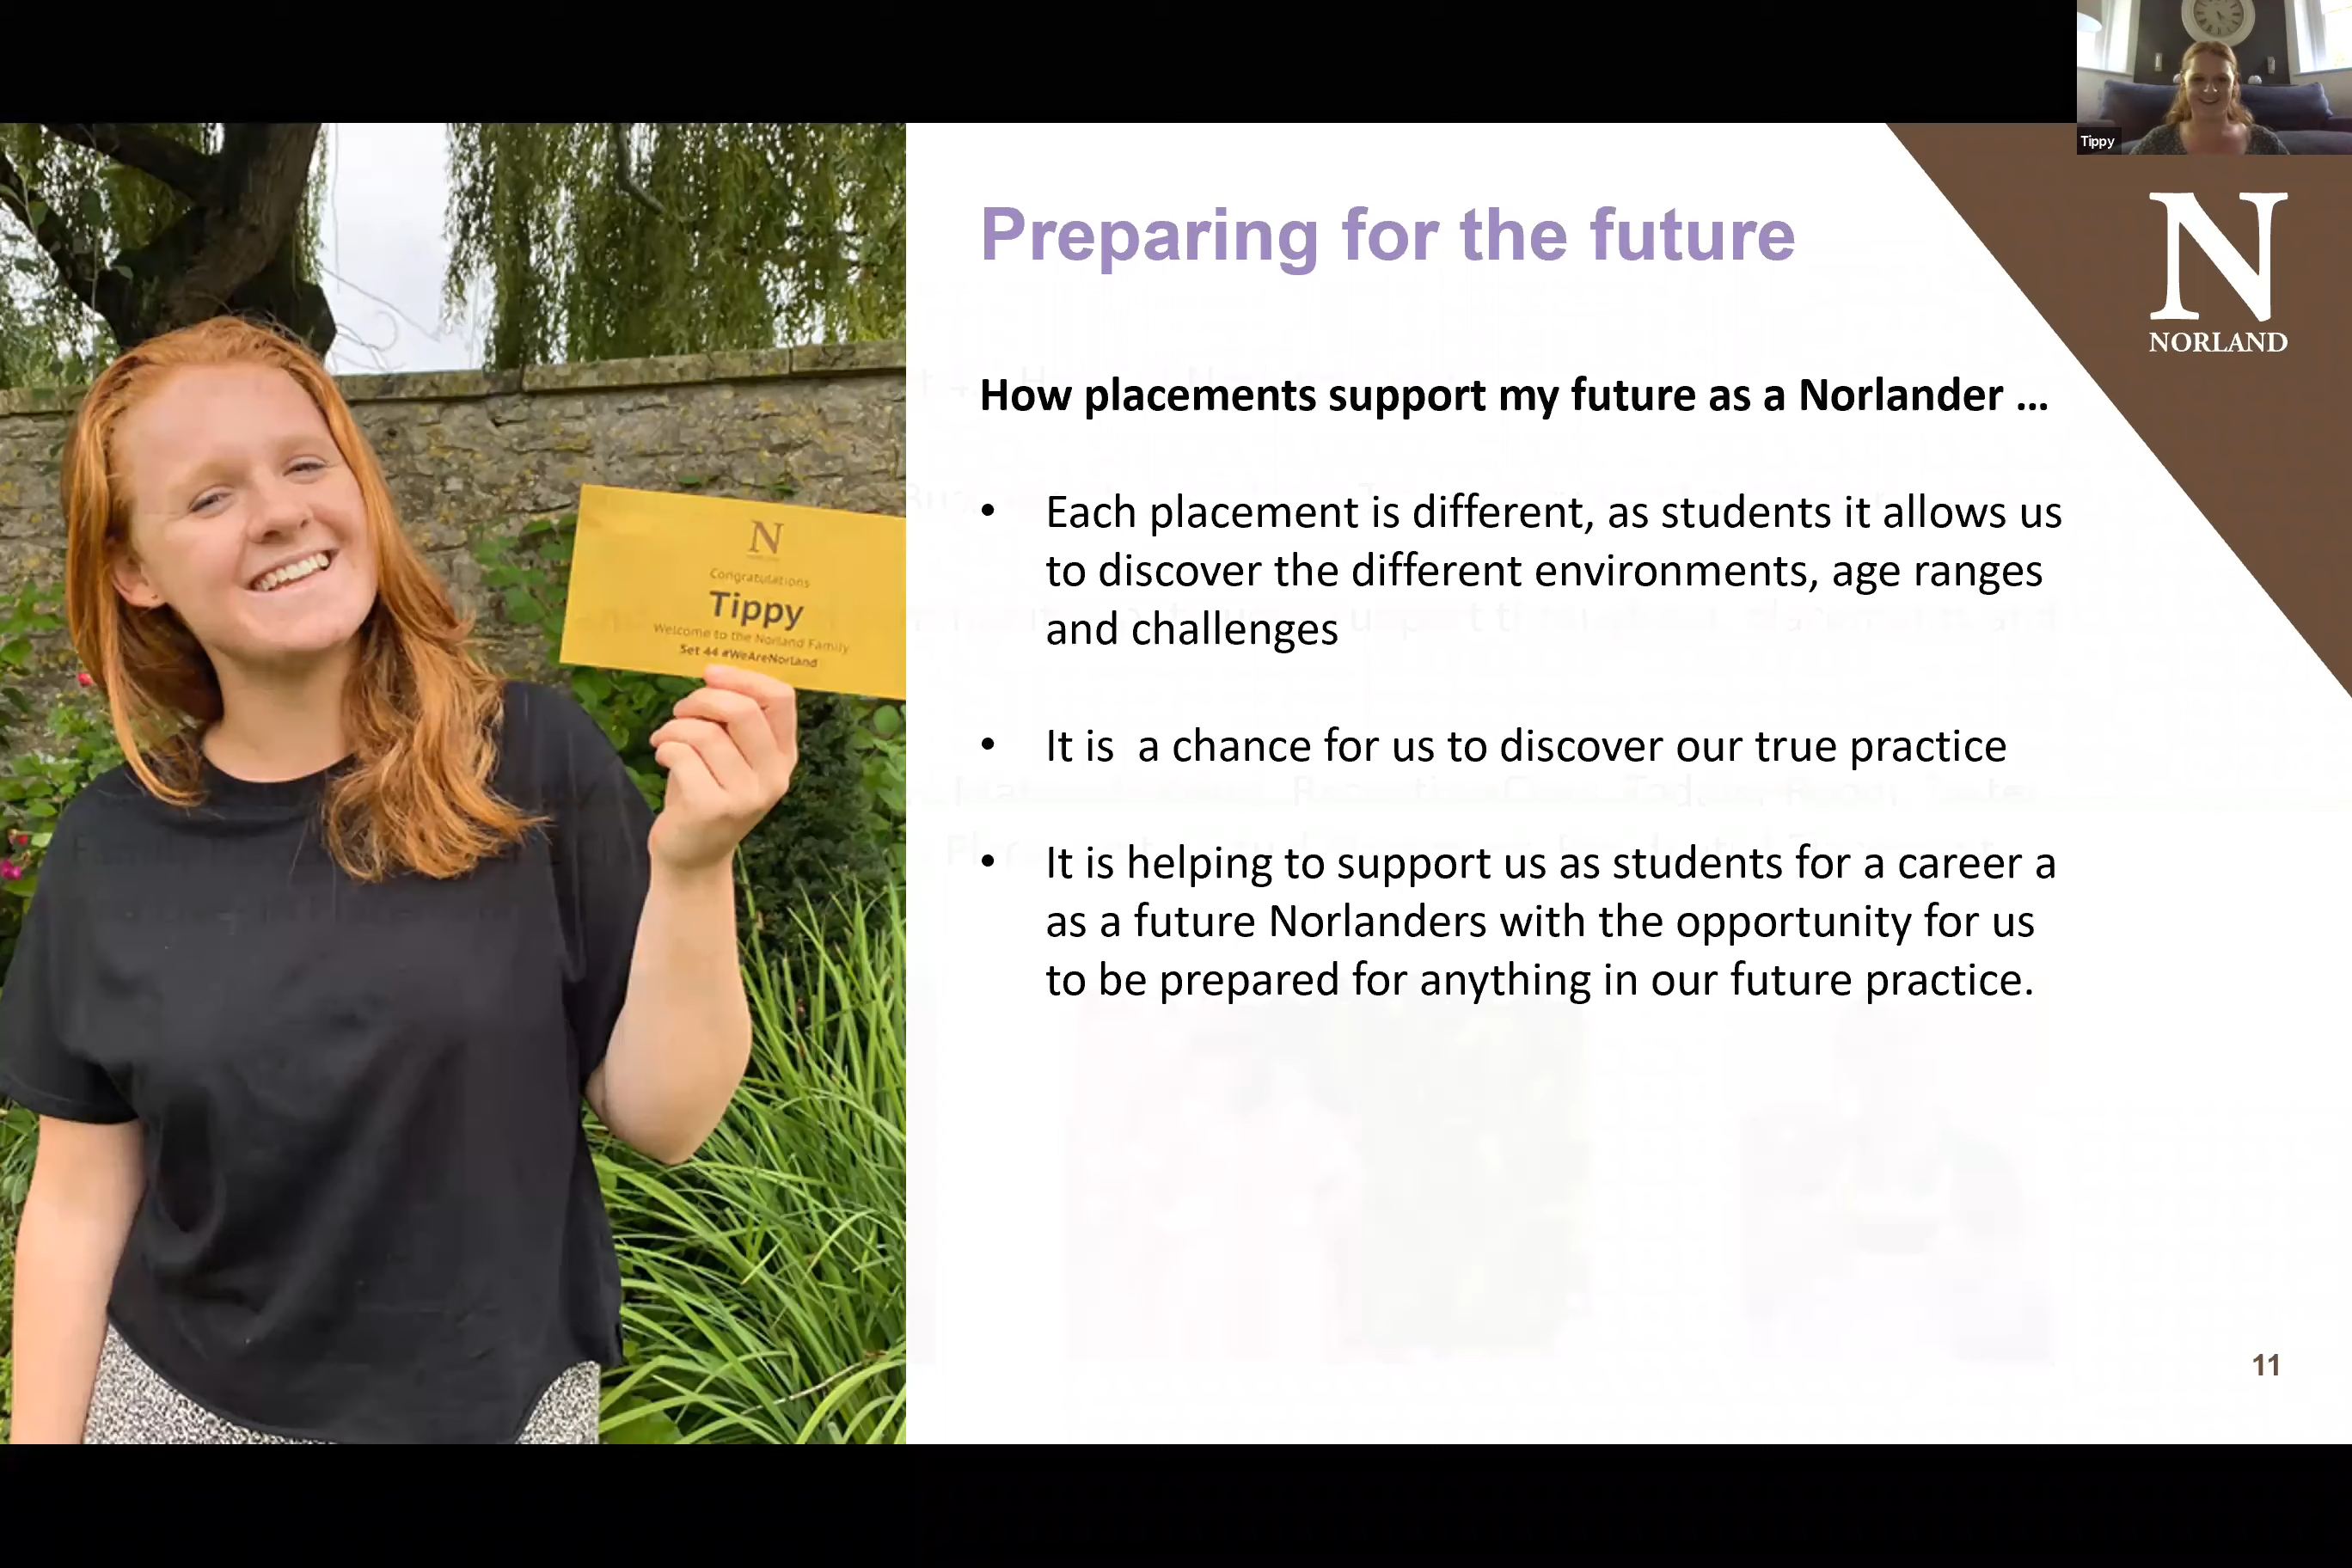 Tippy
N
NORLAND
Preparing for the future
How placements support my future as a Norlander ...
• Each placement is different, as students it allows us
to discover the different environments, age ranges
and challenges
• It is  a chance for us to discover our true practice
• It is helping to support us as students for a career a
as a future Norlanders with the opportunity for us
to be prepared for anything in our future practice.
N
Congratulations
Tippy
Welcome to the Norland Family
Set 44 #WeAreNorland
11